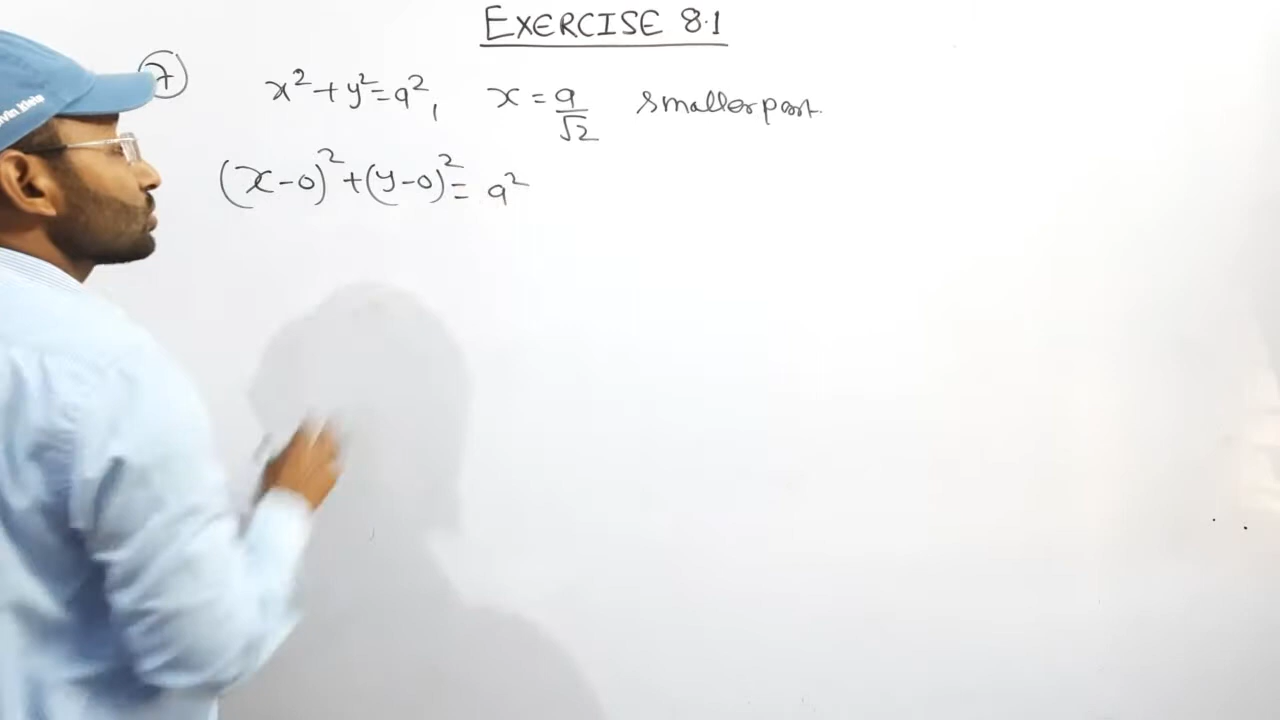 EXERCISE 8.1
7 x² + y² = a², x = a/√2 smaller part.
(x-0)² + (y-0)² = a²